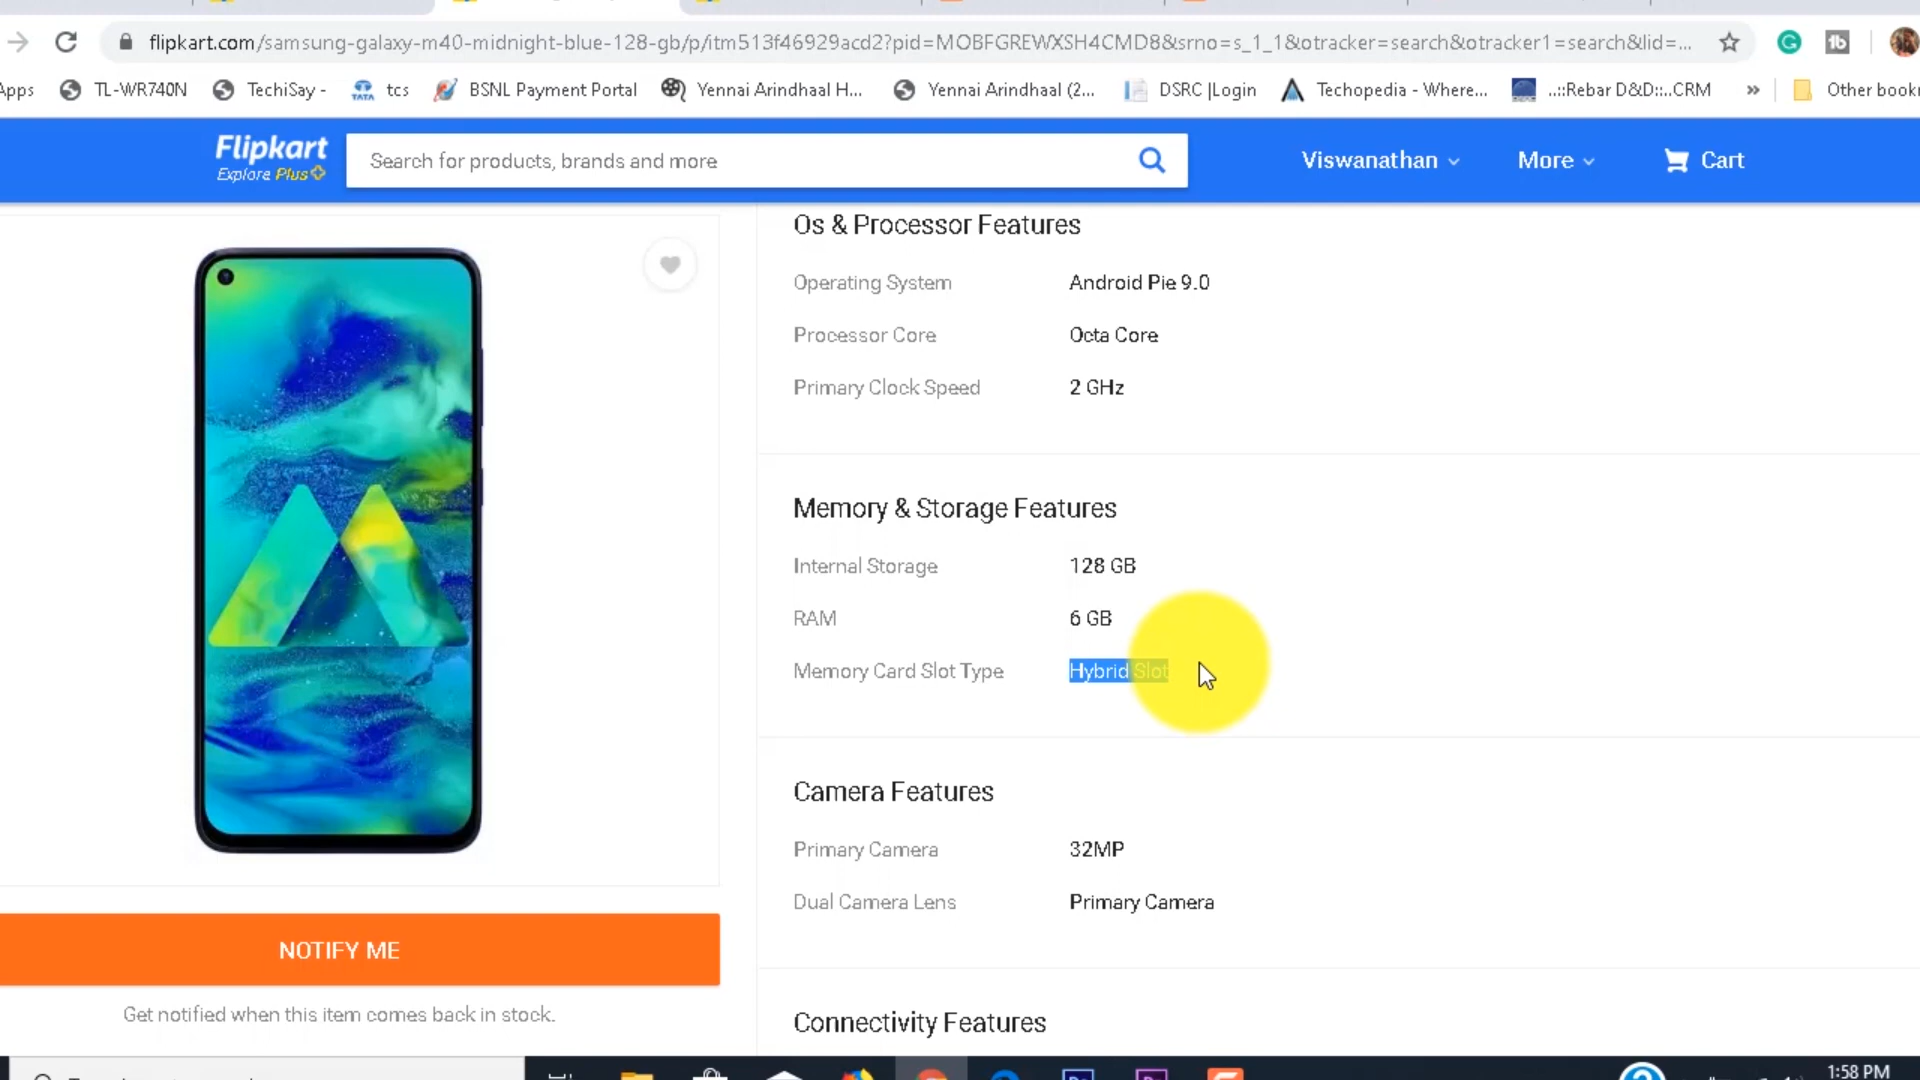 flipkart.com/samsung-galaxy-m40-midnight-blue-128-gb/p/itm513f46929acd2?pid=MOBFGREWXSH4CMD8&srno=s_1_1&otracker=search&otracker1=search&lid=...
Apps TL-WR740N TechiSay - tcs BSNL Payment Portal Yennai Arindhaal H... Yennai Arindhaal (2... DSRC |Login Techopedia - Where... ..::Rebar D&D::..CRM » Other book
Flipkart
Explore Plus
Search for products, brands and more
Viswanathan More Cart
Os & Processor Features
Operating System Android Pie 9.0
Processor Core Octa Core
Primary Clock Speed 2 GHz
Memory & Storage Features
Internal Storage 128 GB
RAM 6 GB
Memory Card Slot Type Hybrid Slot
Camera Features
Primary Camera 32MP
Dual Camera Lens Primary Camera
NOTIFY ME
Get notified when this item comes back in stock.
Connectivity Features
1:58 PM